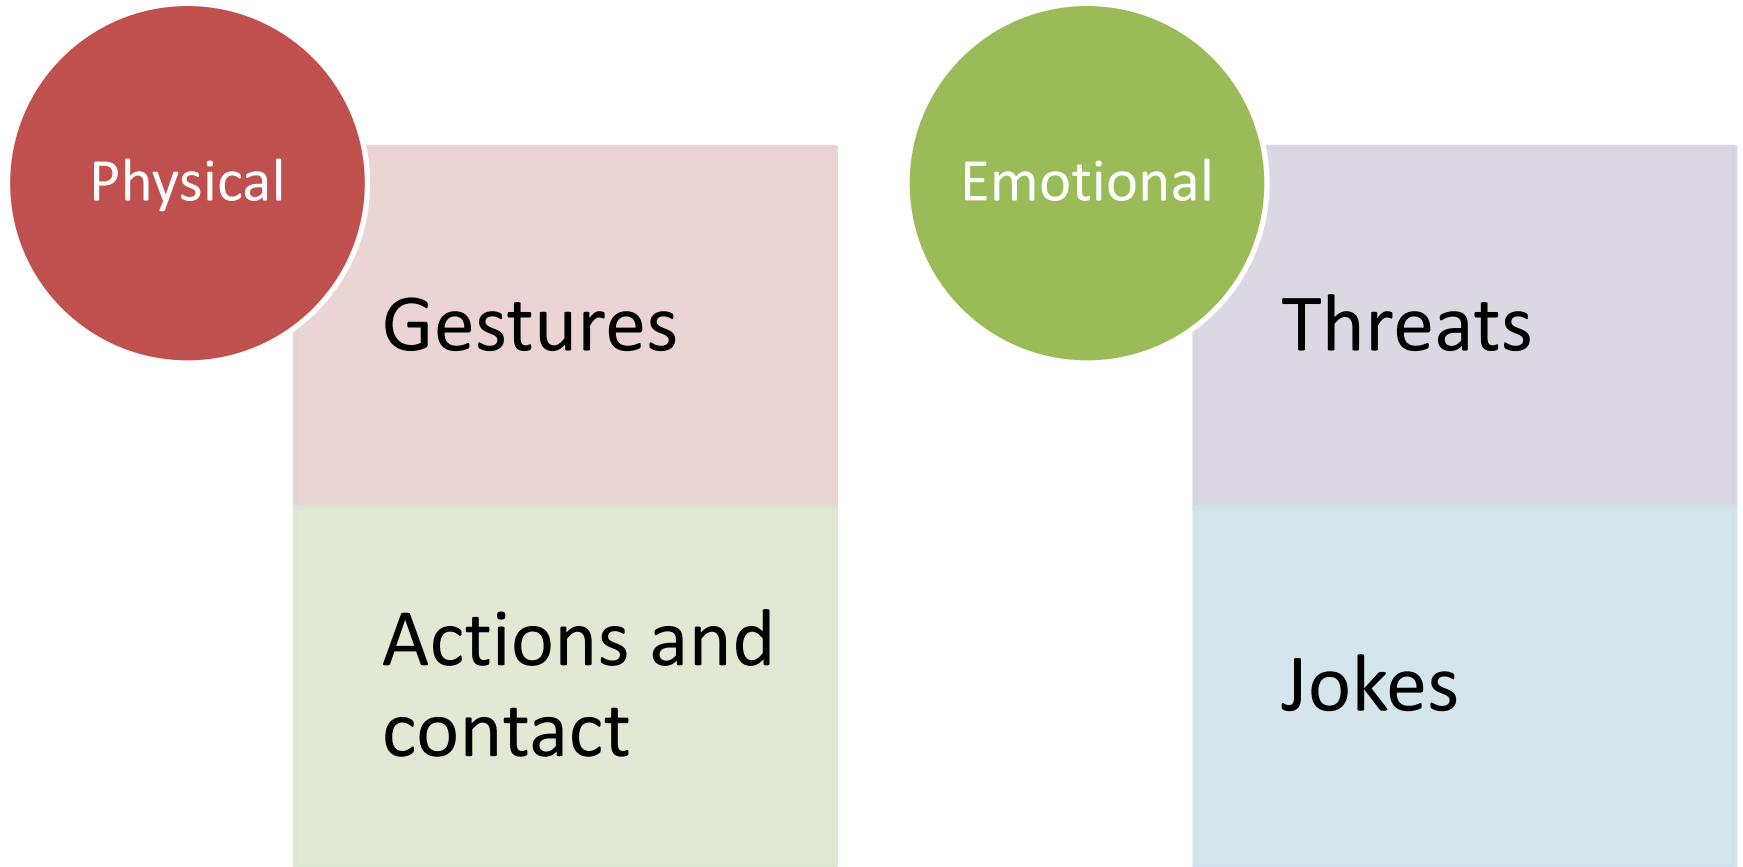 Physical
Gestures
Actions and
contact
Emotional
Threats
Jokes